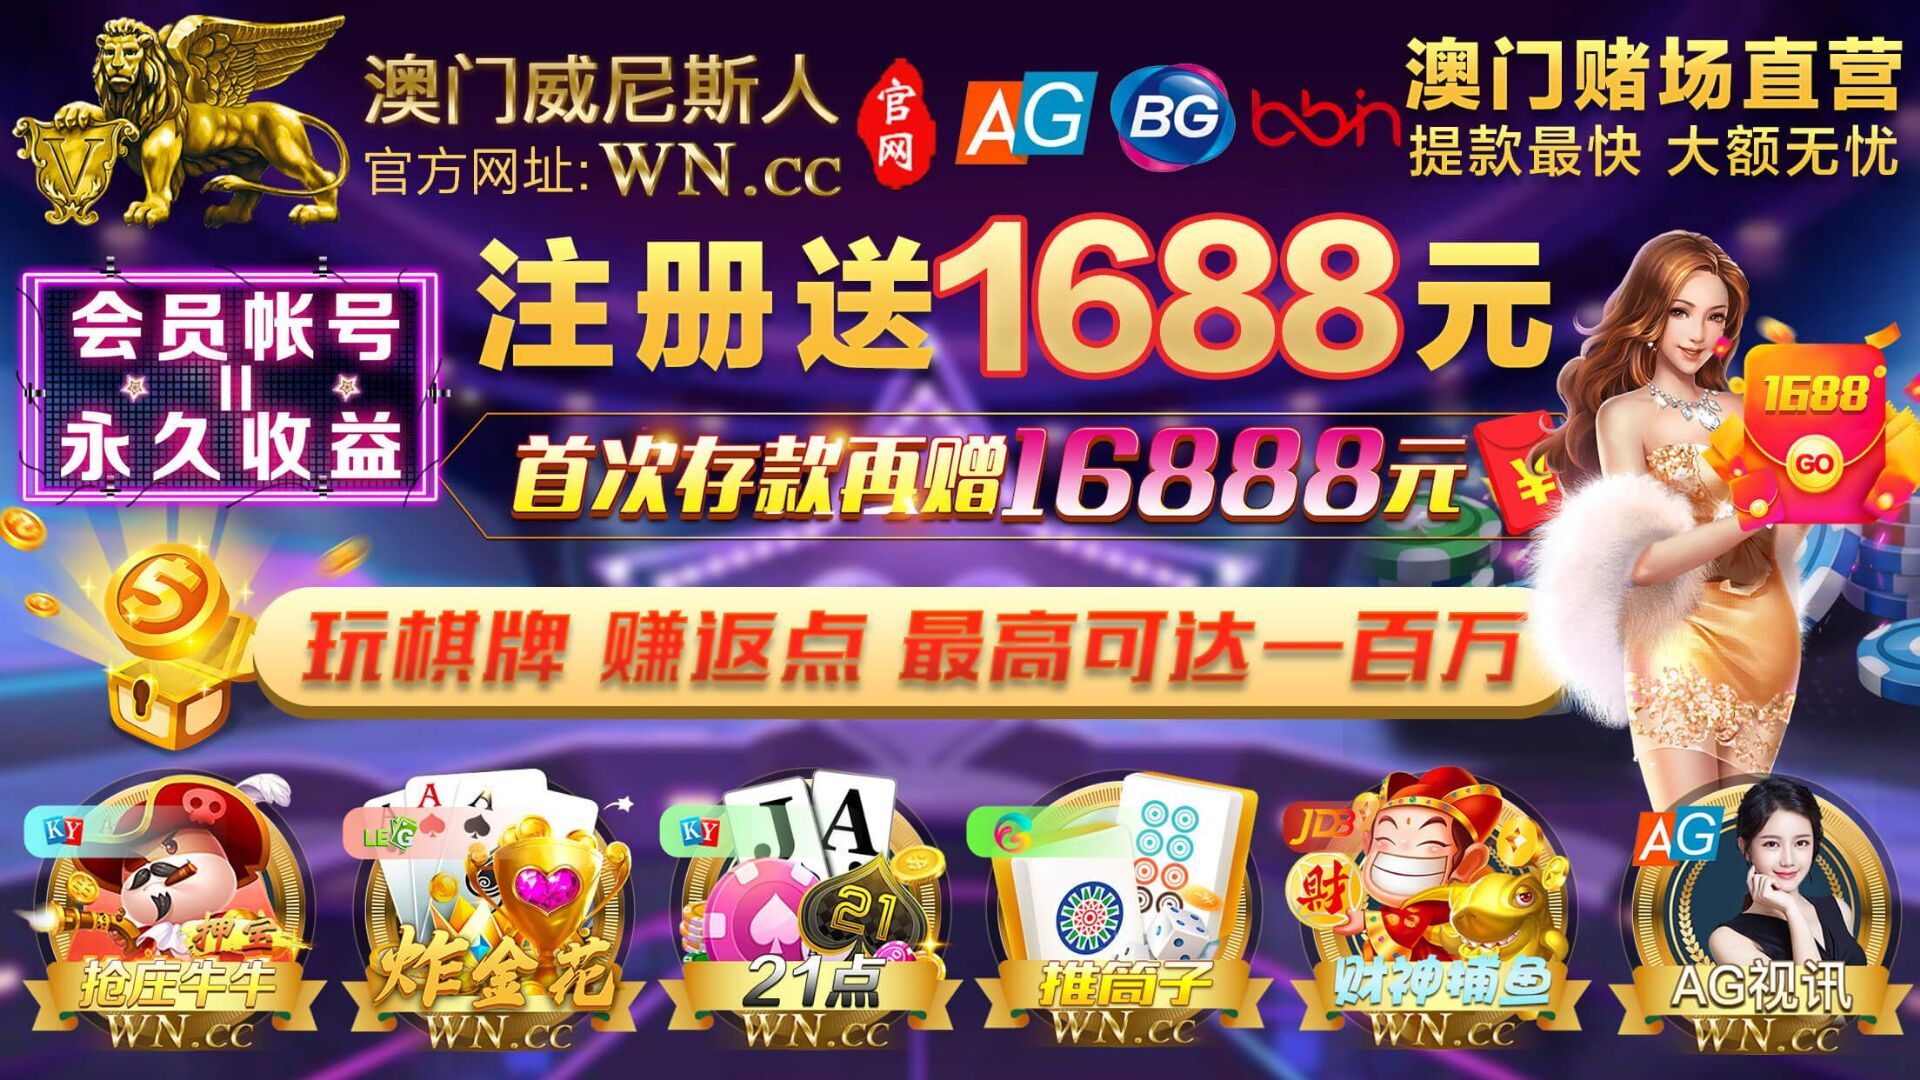 澳门威尼斯人
官方网址: WN.cc
官网
AG
BG
bbin
澳门赌场直营
提款最快 大额无忧
V
注册送1688元
会员帐号
=
永久收益
首次存款再赠16888元
1688
GO
玩棋牌 赚返点 最高可达一百万
KY
押宝
抢庄牛牛
WN.cc
A
A
LEG
炸金花
WN.cc
KY
J
A
21
21点
WN.cc
推筒子
WN.cc
JDB
財
财神捕鱼
WN.cc
AG
AG视讯
WN.cc